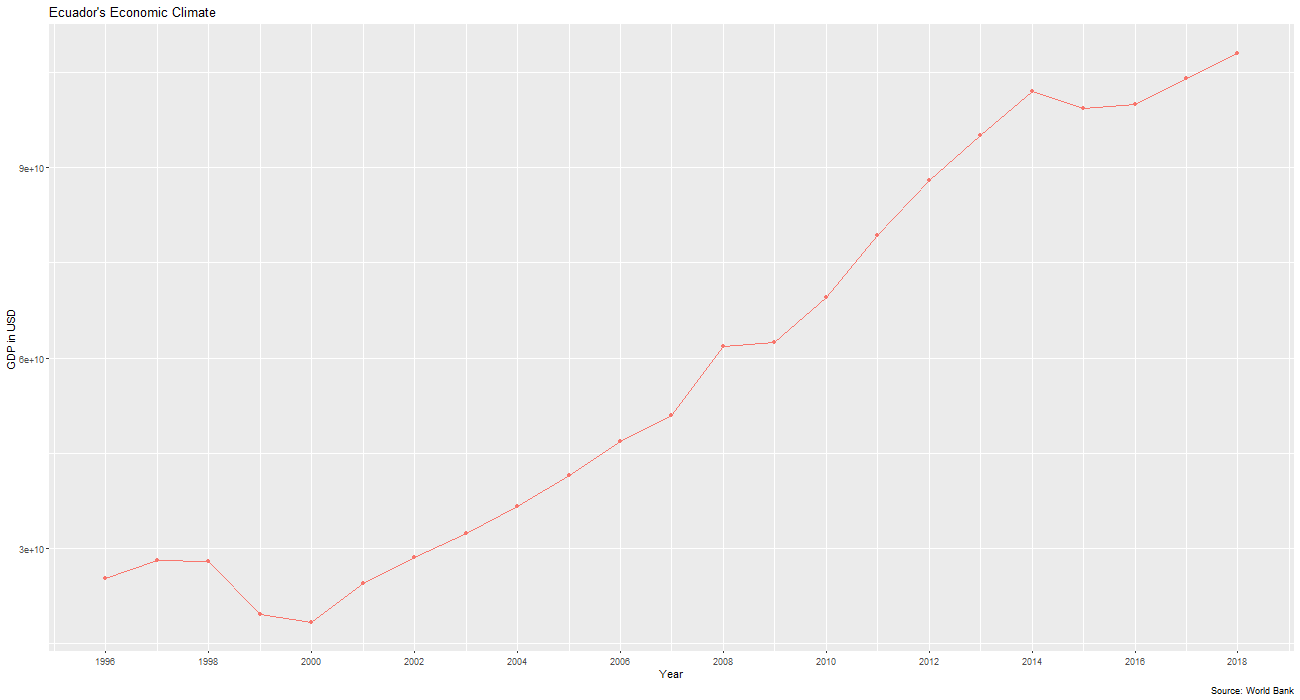 Ecuador's Economic Climate
9e+10
6e+10
3e+10
GDP in USD
1996 1998 2000 2002 2004 2006 2008 2010 2012 2014 2016 2018
Year
Source: World Bank